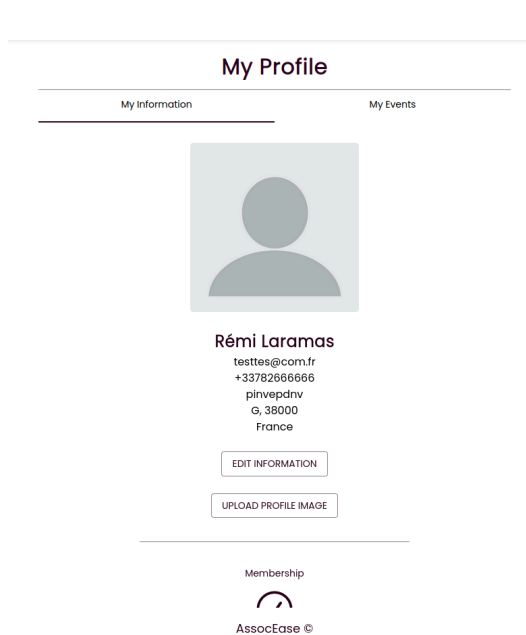 My Profile
My Information
My Events
Rémi Laramas
testtes@com.fr
+33782666666
pinvepdnv
G, 38000
France
EDIT INFORMATION
UPLOAD PROFILE IMAGE
Membership
AssocEase ©